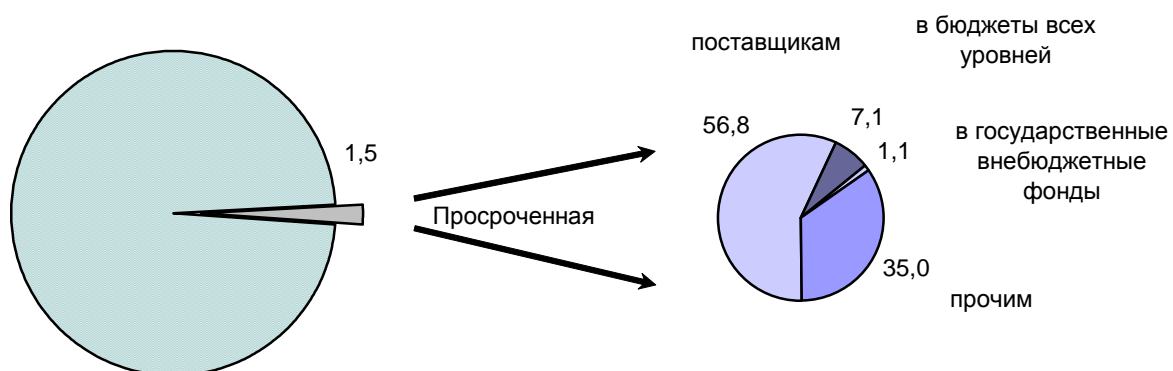 поставщикам
в бюджеты всех
уровней
56,8
7,1
1,1
в государственные
внебюджетные
фонды
1,5
Просроченная
35,0
прочим